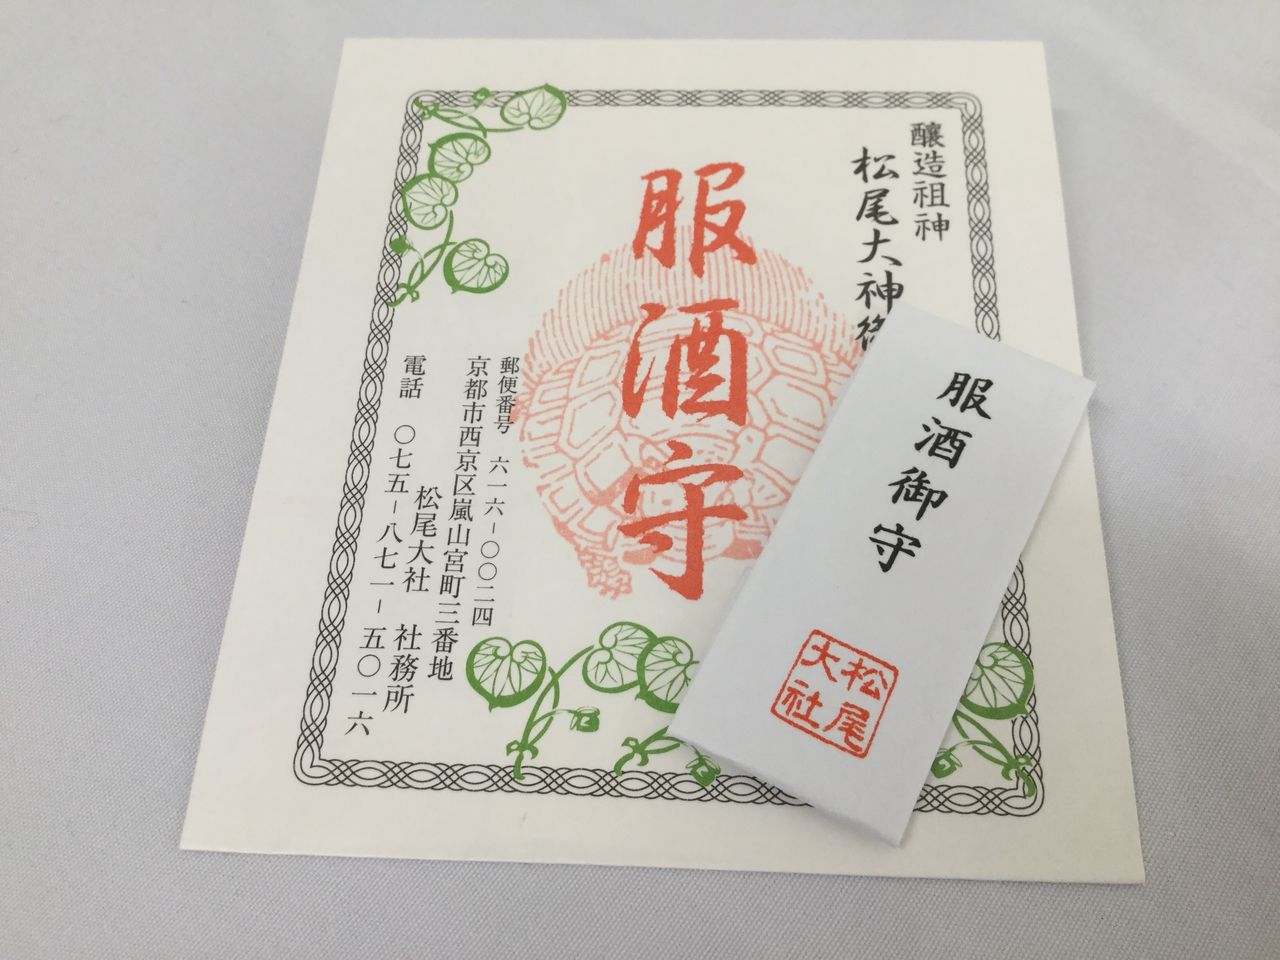 醸造祖神
松尾大神御
服酒守
郵便番号 六一六-〇〇二四
京都市西京区嵐山宮町三番地
松尾大社 社務所
電話 〇七五-八七一-五〇一六
服酒御守
松尾
大社